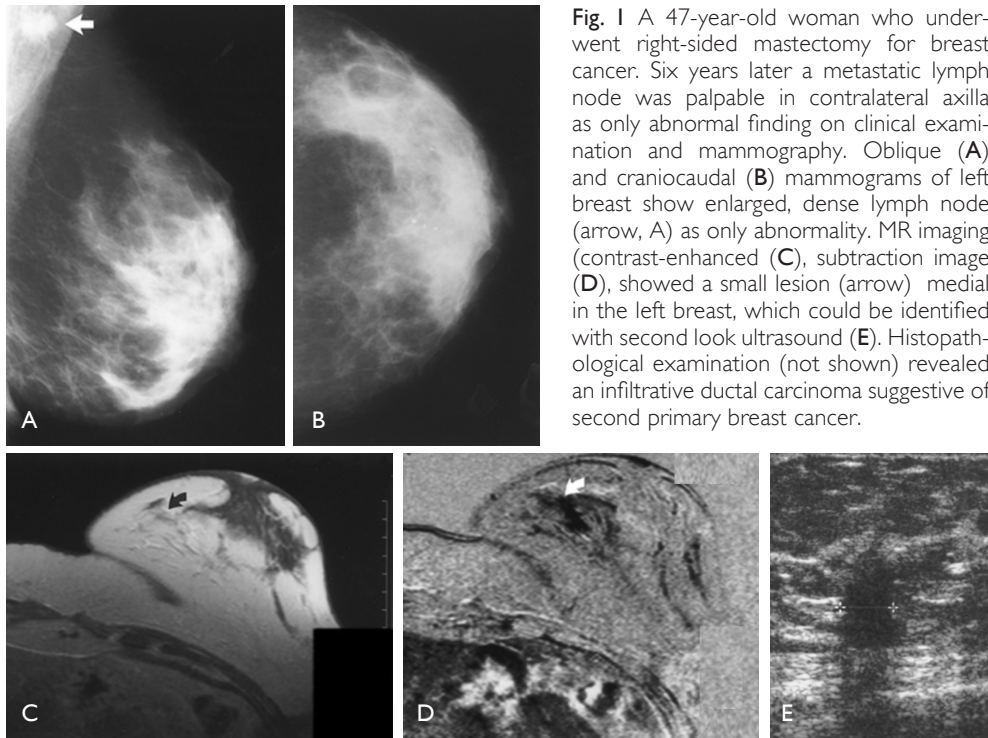 A
B
Fig. 1 A 47-year-old woman who under-
went right-sided mastectomy for breast
cancer. Six years later a metastatic lymph
node was palpable in contralateral axilla
as only abnormal finding on clinical exami-
nation and mammography. Oblique (A)
and craniocaudal (B) mammograms of left
breast show enlarged, dense lymph node
(arrow, A) as only abnormality. MR imaging
(contrast-enhanced (C), subtraction image
(D), showed a small lesion (arrow) medial
in the left breast, which could be identified
with second look ultrasound (E). Histopath-
ological examination (not shown) revealed
an infiltrative ductal carcinoma suggestive of
second primary breast cancer.
C
D
E